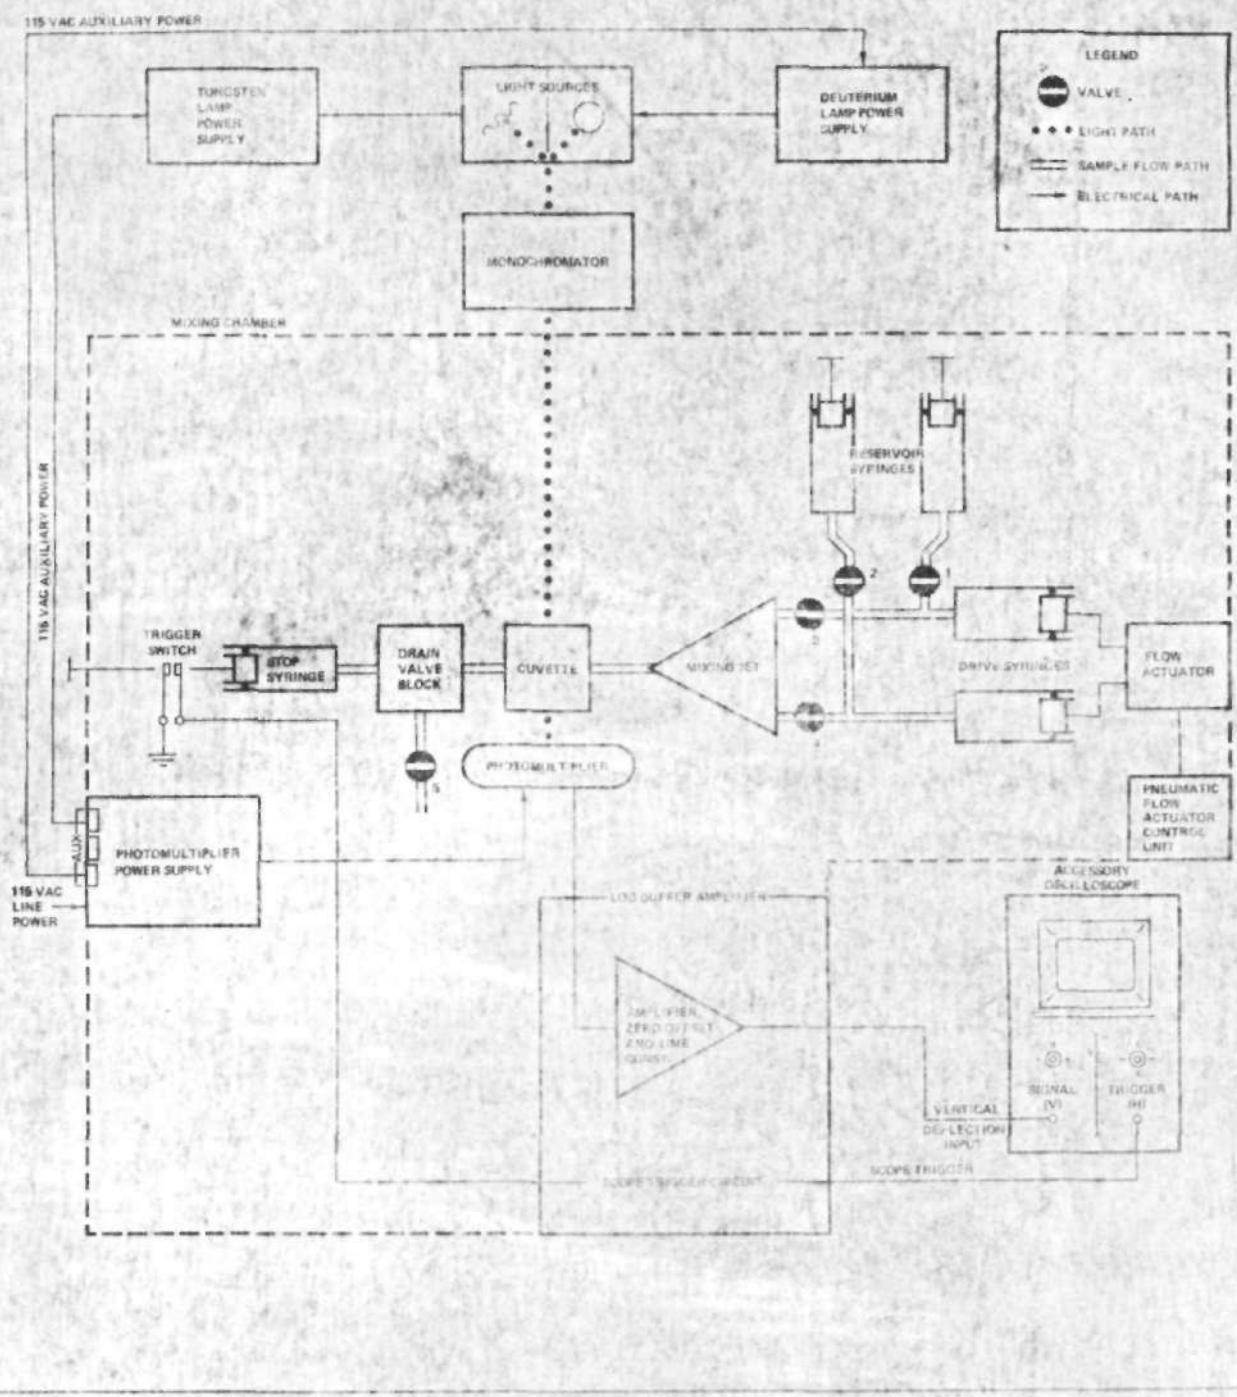 115 VAC AUXILIARY POWER
TUNGSTEN
LAMP
POWER
SUPPLY
LIGHT SOURCES
DEUTERIUM
LAMP POWER
SUPPLY
LEGEND
VALVE
LIGHT PATH
SAMPLE FLOW PATH
ELECTRICAL PATH
MONOCHROMATOR
MIXING CHAMBER
115 VAC AUXILIARY POWER
RESERVOIR
SYRINGES
2
1
TRIGGER
SWITCH
STOP
SYRINGE
DRAIN
VALVE
BLOCK
CUVETTE
MIXING JET
DRIVE SYRINGES
FLOW
ACTUATOR
PHOTOMULTIPLIER
5
PNEUMATIC
FLOW
ACTUATOR
CONTROL
UNIT
AUX
PHOTOMULTIPLIER
POWER SUPPLY
115 VAC
LINE
POWER
LOG BUFFER AMPLIFIER
ACCESSORY
OSCILLOSCOPE
AMPLIFIER,
ZERO OFFSET
AND TIME
CONST.
SIGNAL
(V)
TRIGGER
(H)
VERTICAL
DEFLECTION
INPUT
SCOPE TRIGGER CIRCUIT
SCOPE TRIGGER